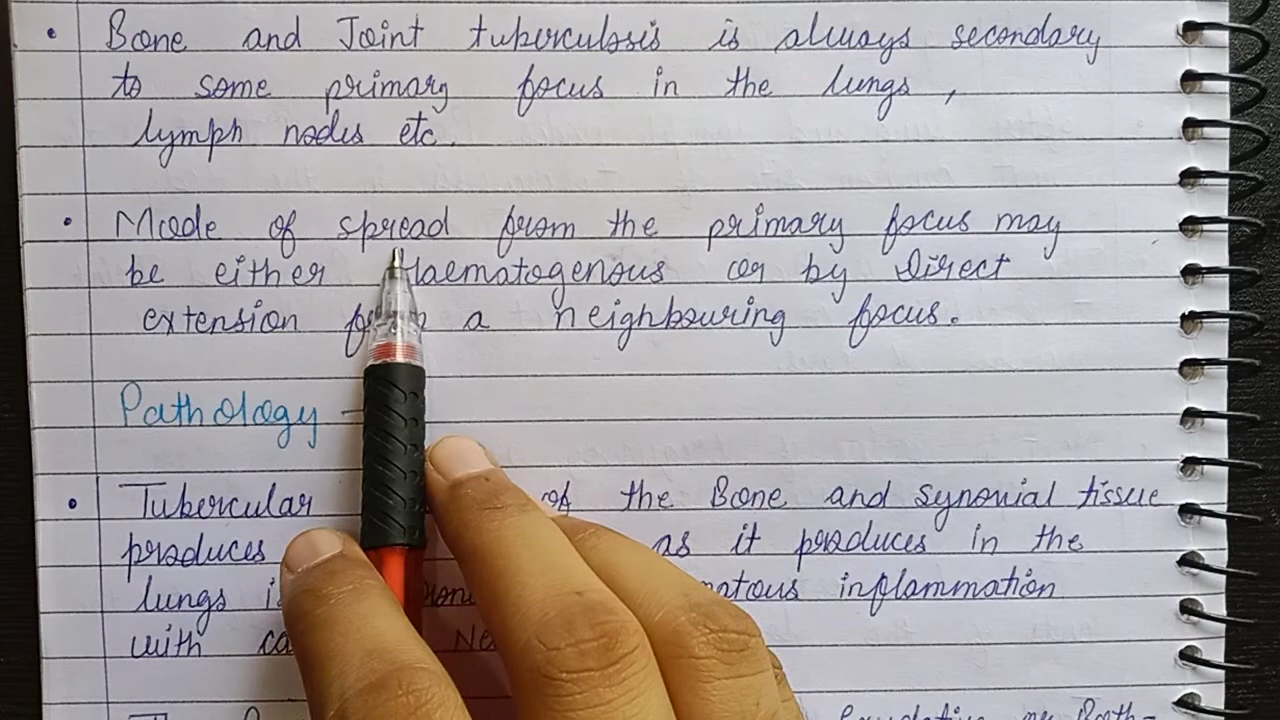 • Bone and Joint tuberculosis is always secondary
to some primary focus in the lungs,
lymph nodes etc.
• Mode of spread from the primary focus may
be either Haematogenous or by Direct
extension a neighbouring focus.
Pathology -
• Tubercular of the Bone and synovial tissue
produces as it produces in the
lungs inflammation
with